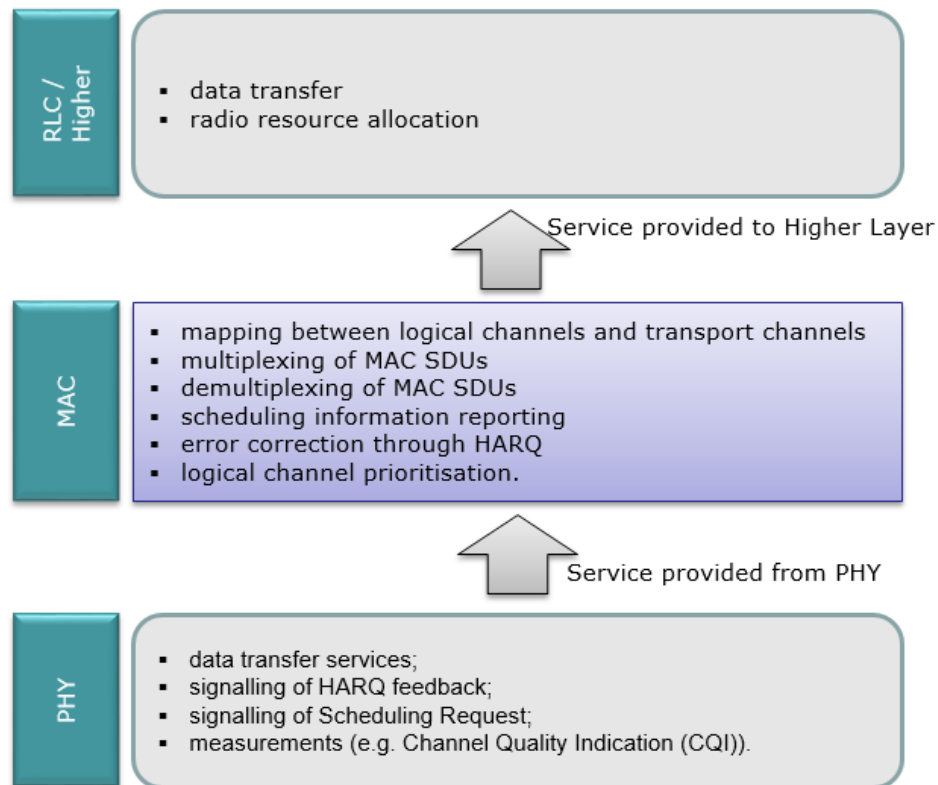 RLC /
Higher
▪ data transfer
▪ radio resource allocation
Service provided to Higher Layer
MAC
▪ mapping between logical channels and transport channels
▪ multiplexing of MAC SDUs
▪ demultiplexing of MAC SDUs
▪ scheduling information reporting
▪ error correction through HARQ
▪ logical channel prioritisation.
Service provided from PHY
PHY
▪ data transfer services;
▪ signalling of HARQ feedback;
▪ signalling of Scheduling Request;
▪ measurements (e.g. Channel Quality Indication (CQI)).